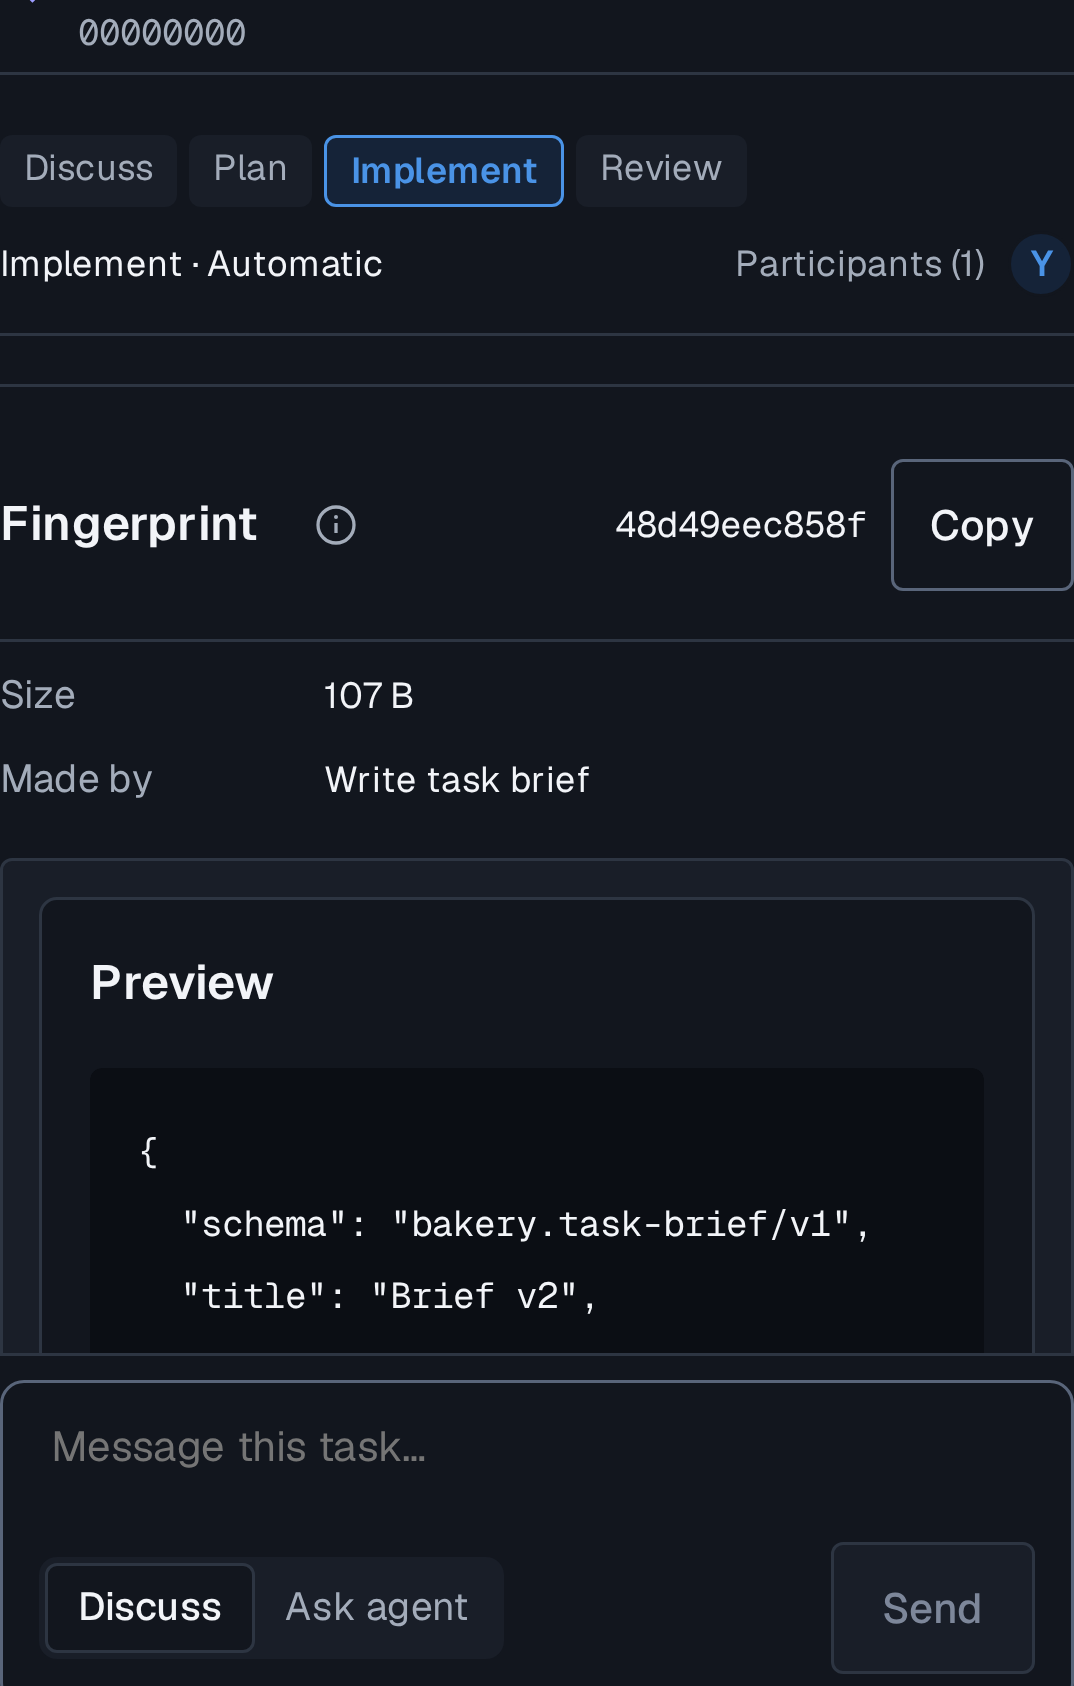 00000000
Discuss Plan Implement Review
Implement · Automatic Participants (1) Y
Fingerprint 48d49eec858f Copy
Size 107 B
Made by Write task brief
Preview
{
"schema": "bakery.task-brief/v1",
"title": "Brief v2",
Message this task…
Discuss Ask agent Send